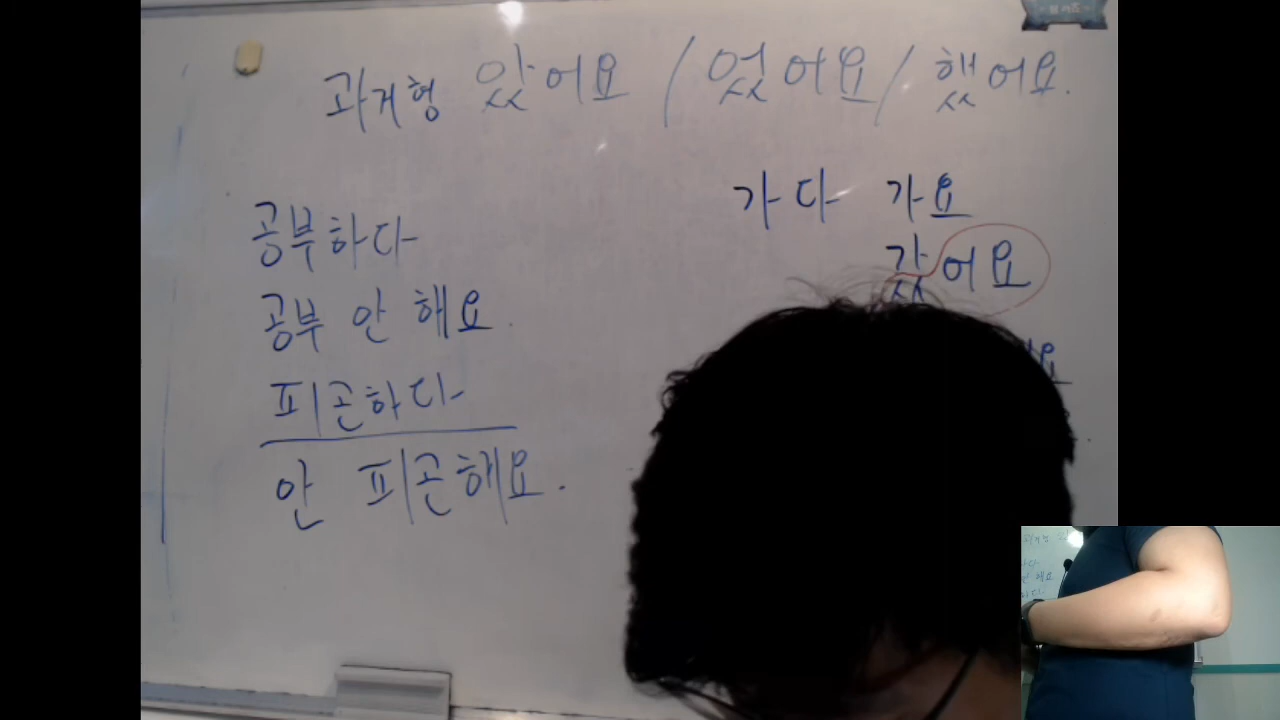 과거형 았어요 / 었어요 / 했어요.
가다 가요
갔어요
공부하다
공부 안 해요.
피곤하다
안 피곤해요.